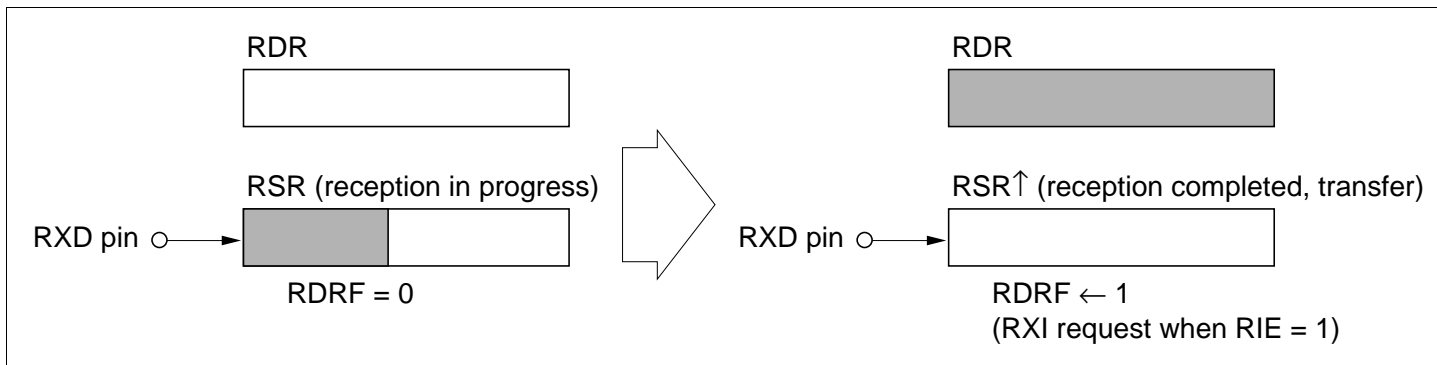 RDR
RSR (reception in progress)
RXD pin
RDRF = 0
RDR
RSR↑ (reception completed, transfer)
RXD pin
RDRF ← 1
(RXI request when RIE = 1)